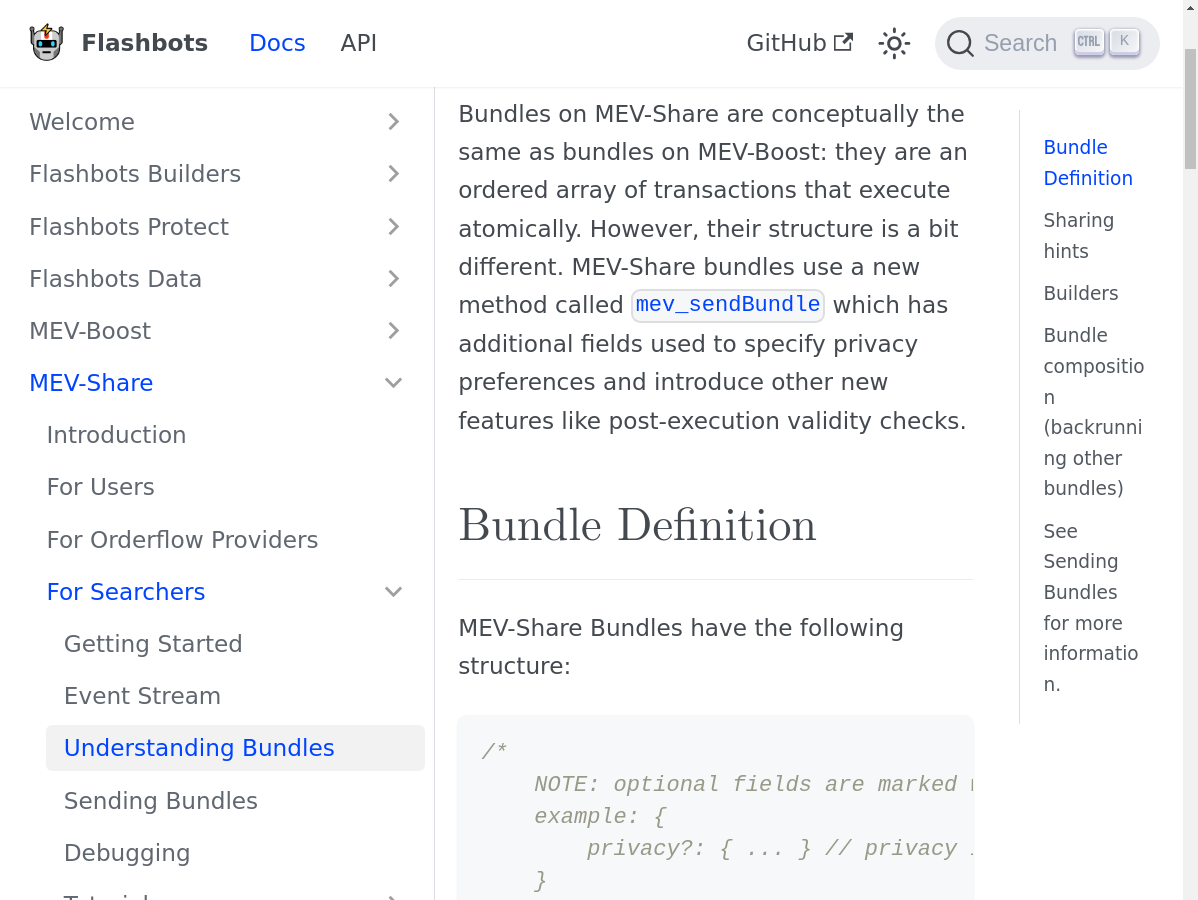 Flashbots
Docs
API
GitHub
Search
CTRL
K
Welcome
Flashbots Builders
Flashbots Protect
Flashbots Data
MEV-Boost
MEV-Share
Introduction
For Users
For Orderflow Providers
For Searchers
Getting Started
Event Stream
Understanding Bundles
Sending Bundles
Debugging
Bundles on MEV-Share are conceptually the
same as bundles on MEV-Boost: they are an
ordered array of transactions that execute
atomically. However, their structure is a bit
different. MEV-Share bundles use a new
method called mev_sendBundle which has
additional fields used to specify privacy
preferences and introduce other new
features like post-execution validity checks.
Bundle Definition
MEV-Share Bundles have the following
structure:
/*
NOTE: optional fields are marked
example: {
privacy?: { ... } // privacy
}
Bundle
Definition
Sharing
hints
Builders
Bundle
compositio
n
(backrunni
ng other
bundles)
See
Sending
Bundles
for more
informatio
n.